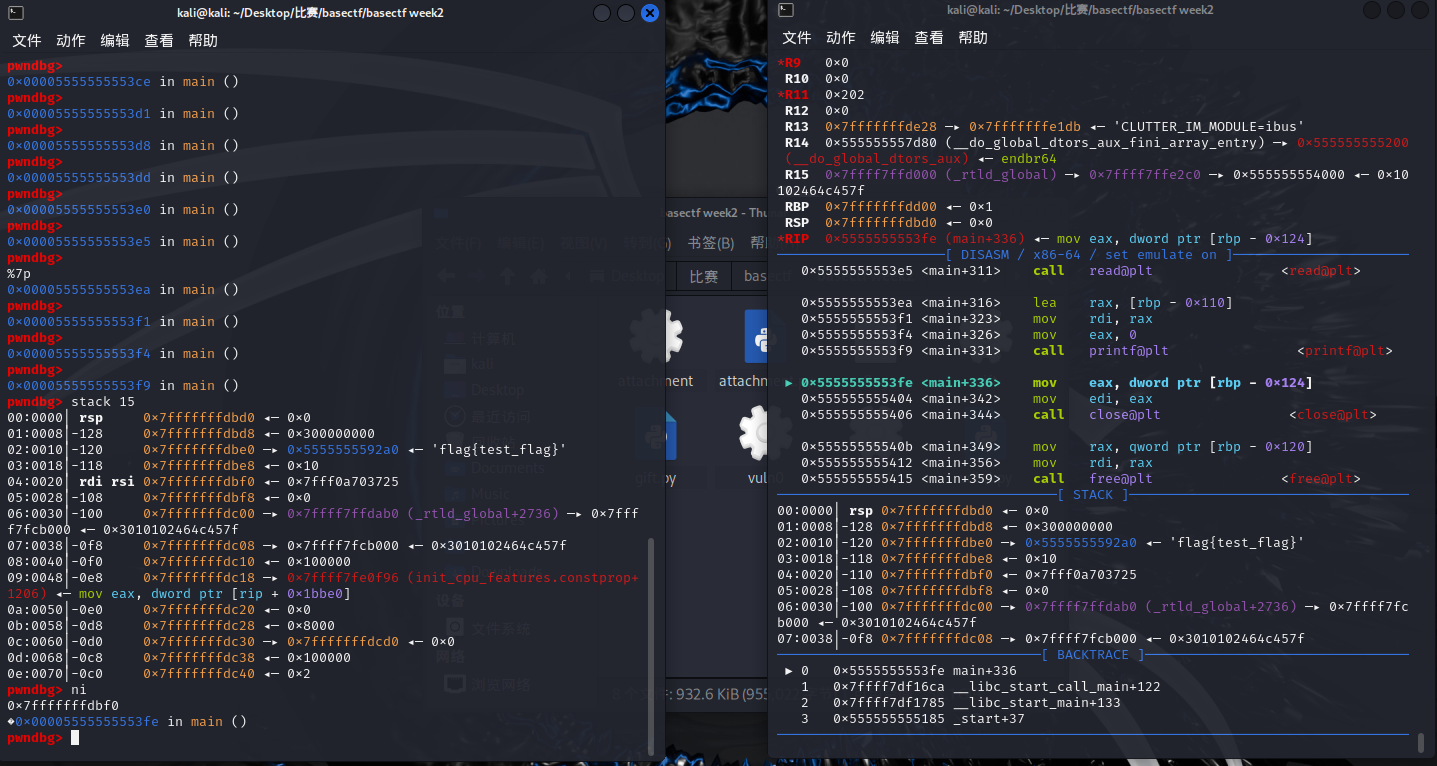 kali@kali: ~/Desktop/比赛/basectf/basectf week2
文件 动作 编辑 查看 帮助
pwndbg>
0×00005555555553ce in main ()
pwndbg>
0×00005555555553d1 in main ()
pwndbg>
0×00005555555553d8 in main ()
pwndbg>
0×00005555555553dd in main ()
pwndbg>
0×00005555555553e0 in main ()
pwndbg>
0×00005555555553e5 in main ()
pwndbg>
%7p
0×00005555555553ea in main ()
pwndbg>
0×00005555555553f1 in main ()
pwndbg>
0×00005555555553f4 in main ()
pwndbg>
0×00005555555553f9 in main ()
pwndbg> stack 15
00:0000│ rsp 0×7fffffffdbd0 ◂— 0×0
01:0008│-128 0×7fffffffdbd8 ◂— 0×300000000
02:0010│-120 0×7fffffffdbe0 —▸ 0×5555555592a0 ◂— 'flag{test_flag}'
03:0018│-118 0×7fffffffdbe8 ◂— 0×10
04:0020│ rdi rsi 0×7fffffffdbf0 ◂— 0×7fff0a703725
05:0028│-108 0×7fffffffdbf8 ◂— 0×0
06:0030│-100 0×7fffffffdc00 —▸ 0×7ffff7ffdab0 (_rtld_global+2736) —▸ 0×7fff
f7fcb000 ◂— 0×3010102464c457f
07:0038│-0f8 0×7fffffffdc08 —▸ 0×7ffff7fcb000 ◂— 0×3010102464c457f
08:0040│-0f0 0×7fffffffdc10 ◂— 0×100000
09:0048│-0e8 0×7fffffffdc18 —▸ 0×7ffff7fe0f96 (init_cpu_features.constprop+
1206) ◂— mov eax, dword ptr [rip + 0×1bbe0]
0a:0050│-0e0 0×7fffffffdc20 ◂— 0×0
0b:0058│-0d8 0×7fffffffdc28 ◂— 0×8000
0c:0060│-0d0 0×7fffffffdc30 —▸ 0×7fffffffdcd0 ◂— 0×0
0d:0068│-0c8 0×7fffffffdc38 ◂— 0×100000
0e:0070│-0c0 0×7fffffffdc40 ◂— 0×2
pwndbg> ni
0×7fffffffdbf0
�0×00005555555553fe in main ()
pwndbg>
basectf week2 - Thu
书签(B) 帮
比赛 base
attachment attachme
gift.py vuln
932.6 KiB (955
kali@kali: ~/Desktop/比赛/basectf/basectf week2
文件 动作 编辑 查看 帮助
*R9 0×0
R10 0×0
*R11 0×202
R12 0×0
R13 0×7fffffffde28 —▸ 0×7fffffffe1db ◂— 'CLUTTER_IM_MODULE=ibus'
R14 0×555555557d80 (__do_global_dtors_aux_fini_array_entry) —▸ 0×555555555200
(__do_global_dtors_aux) ◂— endbr64
R15 0×7ffff7ffd000 (_rtld_global) —▸ 0×7ffff7ffe2c0 —▸ 0×555555554000 ◂— 0×10
102464c457f
RBP 0×7fffffffdd00 ◂— 0×1
RSP 0×7fffffffdbd0 ◂— 0×0
*RIP 0×5555555553fe (main+336) ◂— mov eax, dword ptr [rbp - 0×124]
[ DISASM / x86-64 / set emulate on ]
0×5555555553e5 <main+311> call read@plt <read@plt>
0×5555555553ea <main+316> lea rax, [rbp - 0×110]
0×5555555553f1 <main+323> mov rdi, rax
0×5555555553f4 <main+326> mov eax, 0
0×5555555553f9 <main+331> call printf@plt <printf@plt>
► 0×5555555553fe <main+336> mov eax, dword ptr [rbp - 0×124]
0×555555555404 <main+342> mov edi, eax
0×555555555406 <main+344> call close@plt <close@plt>
0×55555555540b <main+349> mov rax, qword ptr [rbp - 0×120]
0×555555555412 <main+356> mov rdi, rax
0×555555555415 <main+359> call free@plt <free@plt>
[ STACK ]
00:0000│ rsp 0×7fffffffdbd0 ◂— 0×0
01:0008│-128 0×7fffffffdbd8 ◂— 0×300000000
02:0010│-120 0×7fffffffdbe0 —▸ 0×5555555592a0 ◂— 'flag{test_flag}'
03:0018│-118 0×7fffffffdbe8 ◂— 0×10
04:0020│-110 0×7fffffffdbf0 ◂— 0×7fff0a703725
05:0028│-108 0×7fffffffdbf8 ◂— 0×0
06:0030│-100 0×7fffffffdc00 —▸ 0×7ffff7ffdab0 (_rtld_global+2736) —▸ 0×7ffff7fc
b000 ◂— 0×3010102464c457f
07:0038│-0f8 0×7fffffffdc08 —▸ 0×7ffff7fcb000 ◂— 0×3010102464c457f
[ BACKTRACE ]
► 0 0×5555555553fe main+336
1 0×7ffff7df16ca __libc_start_call_main+122
2 0×7ffff7df1785 __libc_start_main+133
3 0×555555555185 _start+37